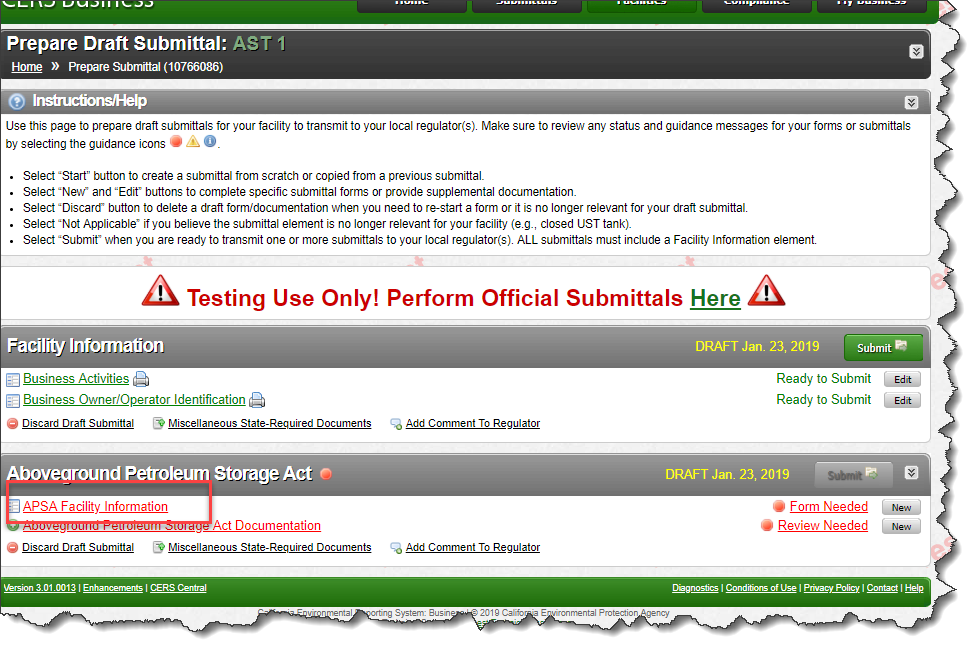 CERS Business
Home Submittals Facilities Compliance My Business
Prepare Draft Submittal: AST 1
Home » Prepare Submittal (10766086)
Instructions/Help
Use this page to prepare draft submittals for your facility to transmit to your local regulator(s). Make sure to review any status and guidance messages for your forms or submittals
by selecting the guidance icons .
• Select “Start” button to create a submittal from scratch or copied from a previous submittal.
• Select “New” and “Edit” buttons to complete specific submittal forms or provide supplemental documentation.
• Select “Discard” button to delete a draft form/documentation when you need to re-start a form or it is no longer relevant for your draft submittal.
• Select “Not Applicable” if you believe the submittal element is no longer relevant for your facility (e.g., closed UST tank).
• Select “Submit” when you are ready to transmit one or more submittals to your local regulator(s). ALL submittals must include a Facility Information element.
Testing Use Only! Perform Official Submittals Here
Facility Information DRAFT Jan. 23, 2019 Submit
Business Activities Ready to Submit Edit
Business Owner/Operator Identification Ready to Submit Edit
Discard Draft Submittal Miscellaneous State-Required Documents Add Comment To Regulator
Aboveground Petroleum Storage Act DRAFT Jan. 23, 2019 Submit
APSA Facility Information Form Needed New
Aboveground Petroleum Storage Act Documentation Review Needed New
Discard Draft Submittal Miscellaneous State-Required Documents Add Comment To Regulator
Version 3.01.0013 | Enhancements | CERS Central Diagnostics | Conditions of Use | Privacy Policy | Contact | Help
California Environmental Reporting System: Business | © 2019 California Environmental Protection Agency